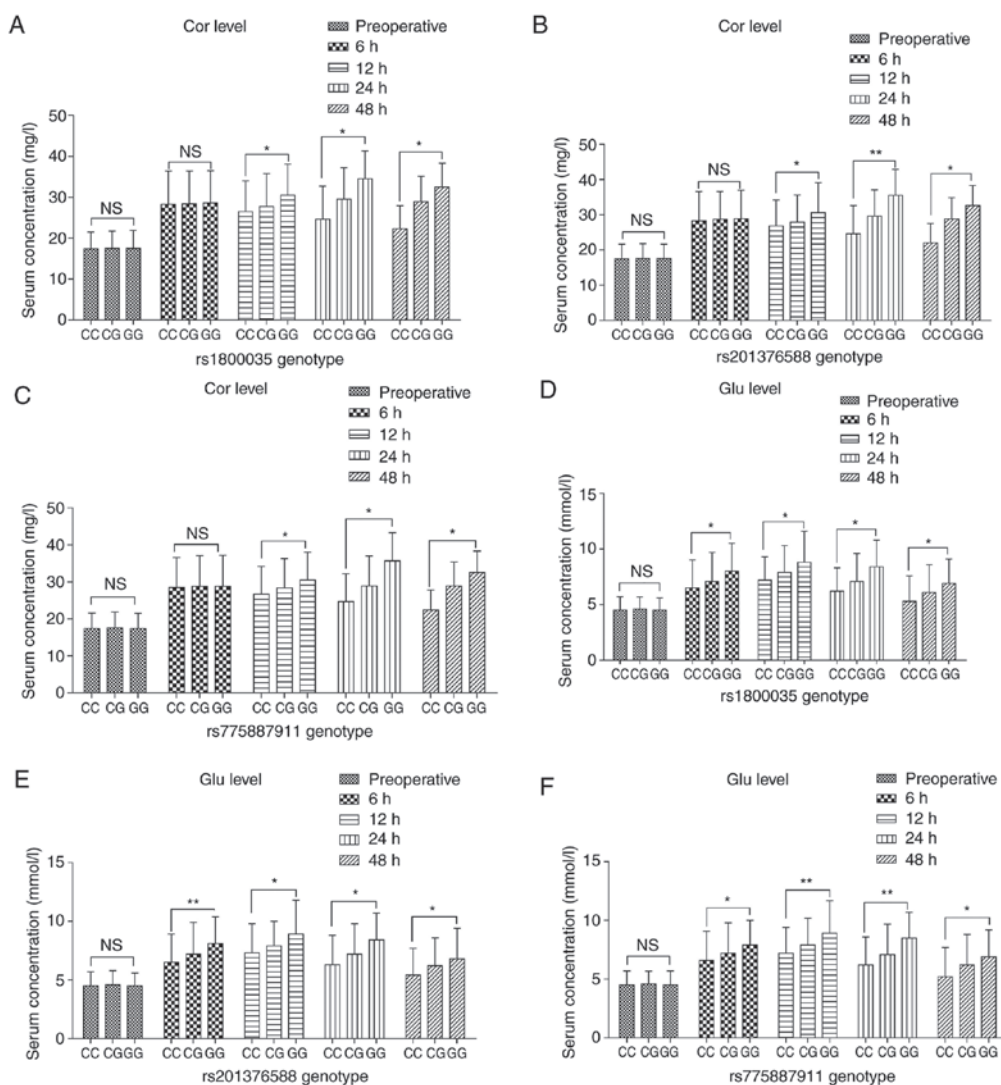 A
Cor level
Preoperative
6 h
12 h
24 h
48 h
Serum concentration (mg/l)
50
40
30
20
10
0
NS
NS
*
*
*
CC CG GG CC CG GG CC CG GG CC CG GG CC CG GG
rs1800035 genotype
B
Cor level
Preoperative
6 h
12 h
24 h
48 h
Serum concentration (mg/l)
50
40
30
20
10
0
NS
NS
*
**
*
CC CG GG CC CG GG CC CG GG CC CG GG CC CG GG
rs201376588 genotype
C
Cor level
Preoperative
6 h
12 h
24 h
48 h
Serum concentration (mg/l)
50
40
30
20
10
0
NS
NS
*
*
*
CC CG GG CC CG GG CC CG GG CC CG GG CC CG GG
rs775887911 genotype
D
Glu level
Preoperative
6 h
12 h
24 h
48 h
Serum concentration (mmol/l)
15
10
5
0
NS
*
*
*
*
CC CG GG CC CG GG CC CG GG CC CG GG CC CG GG
rs1800035 genotype
E
Glu level
Preoperative
6 h
12 h
24 h
48 h
Serum concentration (mmol/l)
15
10
5
0
NS
**
*
*
*
CC CG GG CC CG GG CC CG GG CC CG GG CC CG GG
rs201376588 genotype
F
Glu level
Preoperative
6 h
12 h
24 h
48 h
Serum concentration (mmol/l)
15
10
5
0
NS
*
**
**
*
CC CG GG CC CG GG CC CG GG CC CG GG CC CG GG
rs775887911 genotype